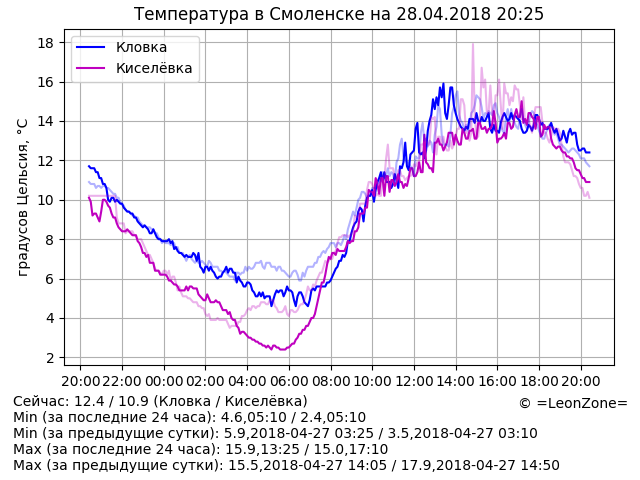 Температура в Смоленске на 28.04.2018 20:25
Кловка
Киселёвка
градусов Цельсия, °C
18
16
14
12
10
8
6
4
2
20:00 22:00 00:00 02:00 04:00 06:00 08:00 10:00 12:00 14:00 16:00 18:00 20:00
Сейчас: 12.4 / 10.9 (Кловка / Киселёвка)
© =LeonZone=
Min (за последние 24 часа): 4.6,05:10 / 2.4,05:10
Min (за предыдущие сутки): 5.9,2018-04-27 03:25 / 3.5,2018-04-27 03:10
Max (за последние 24 часа): 15.9,13:25 / 15.0,17:10
Max (за предыдущие сутки): 15.5,2018-04-27 14:05 / 17.9,2018-04-27 14:50